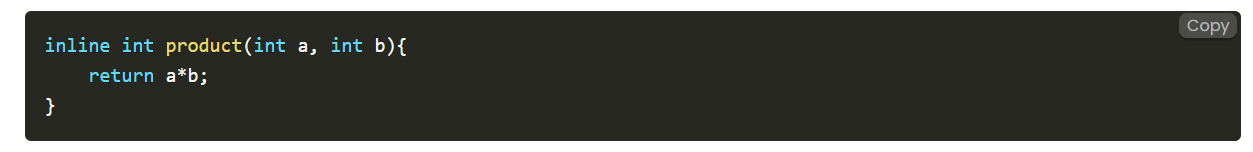 Copy
inline int product(int a, int b){
    return a*b;
}